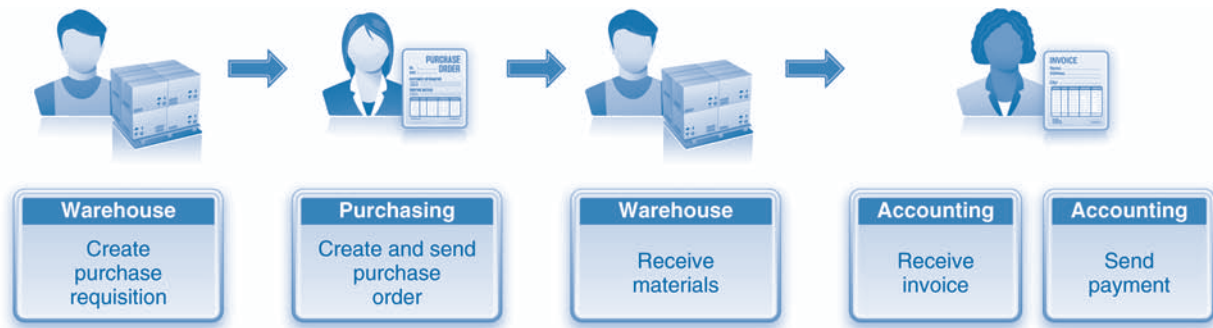 PURCHASE
ORDER
INVOICE
Warehouse
Create
purchase
requisition
Purchasing
Create and send
purchase
order
Warehouse
Receive
materials
Accounting
Receive
invoice
Accounting
Send
payment